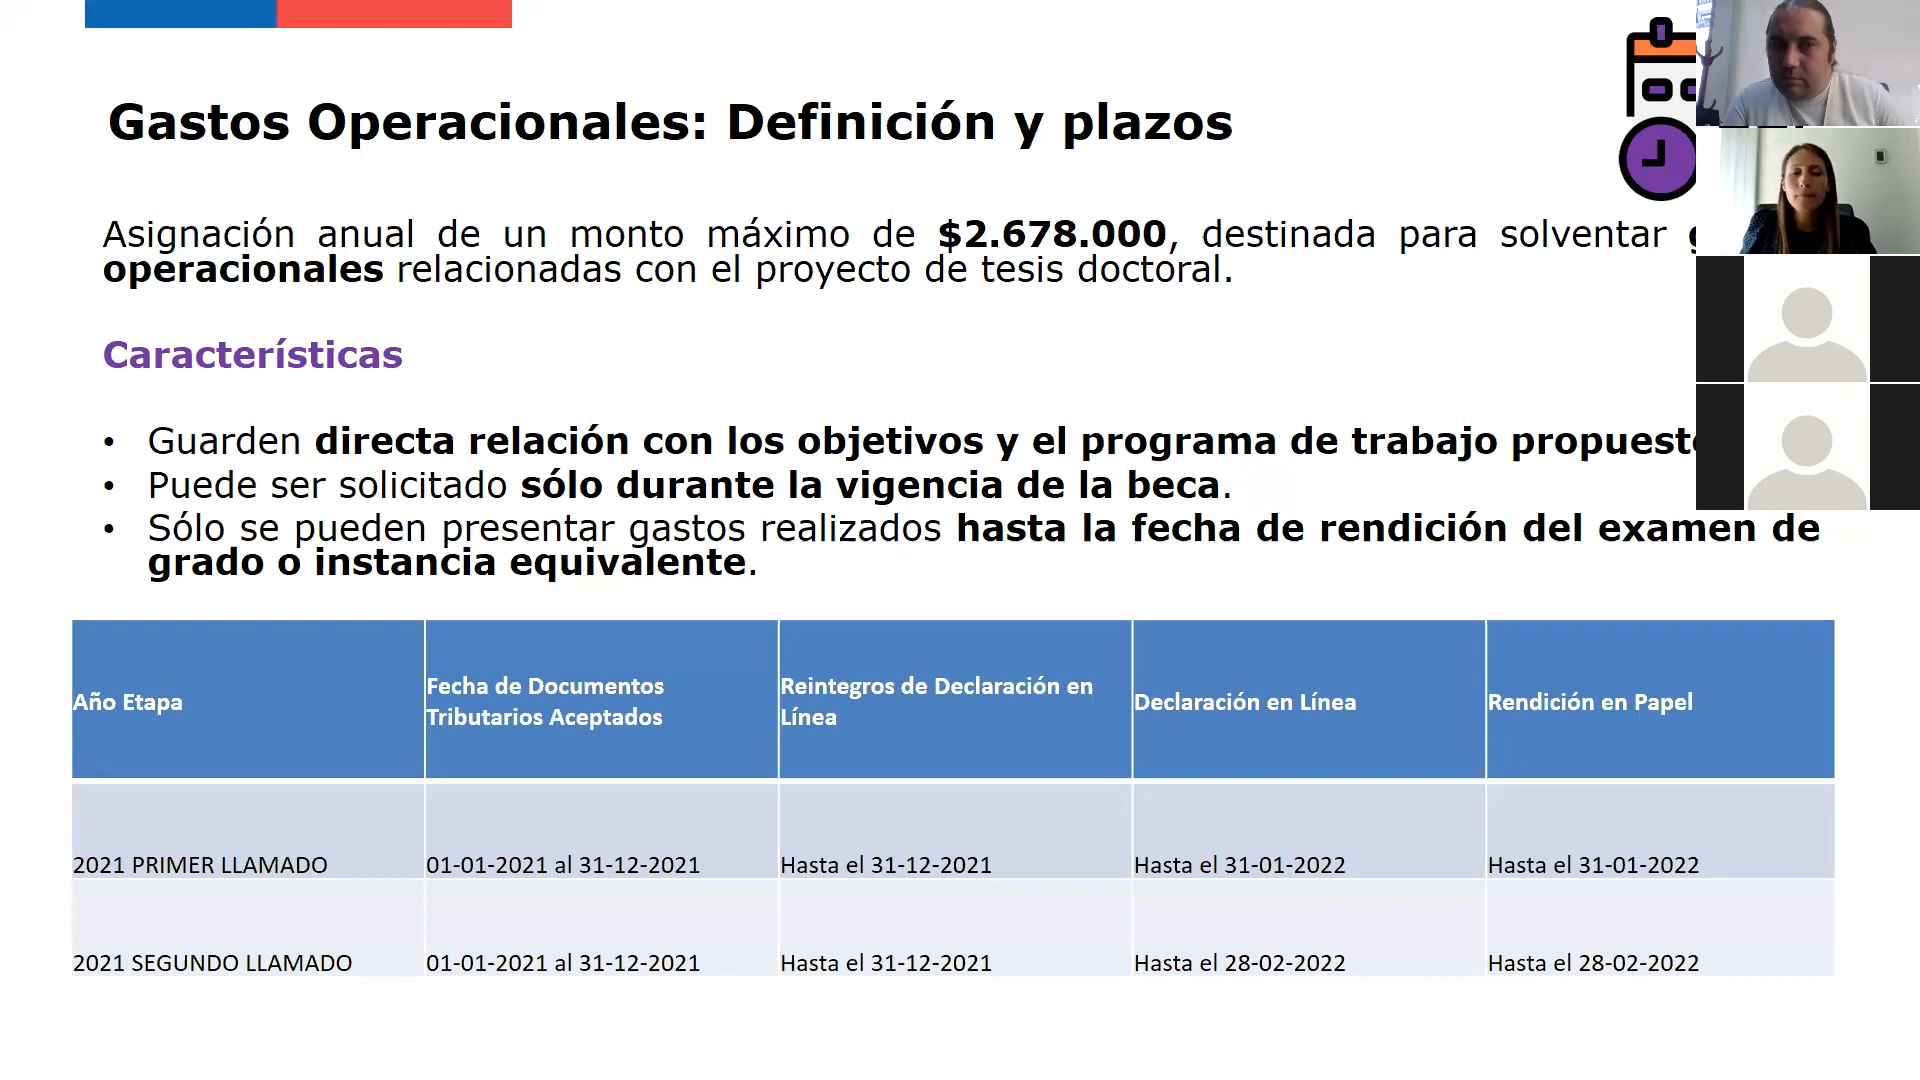 Gastos Operacionales: Definición y plazos
Asignación anual de un monto máximo de $2.678.000, destinada para solventar
operacionales relacionadas con el proyecto de tesis doctoral.
Características
• Guarden directa relación con los objetivos y el programa de trabajo propuesto
• Puede ser solicitado sólo durante la vigencia de la beca.
• Sólo se pueden presentar gastos realizados hasta la fecha de rendición del examen de
grado o instancia equivalente.
Año Etapa
Fecha de Documentos
Tributarios Aceptados
Reintegros de Declaración en
Línea
Declaración en Línea
Rendición en Papel
2021 PRIMER LLAMADO
01-01-2021 al 31-12-2021
Hasta el 31-12-2021
Hasta el 31-01-2022
Hasta el 31-01-2022
2021 SEGUNDO LLAMADO
01-01-2021 al 31-12-2021
Hasta el 31-12-2021
Hasta el 28-02-2022
Hasta el 28-02-2022